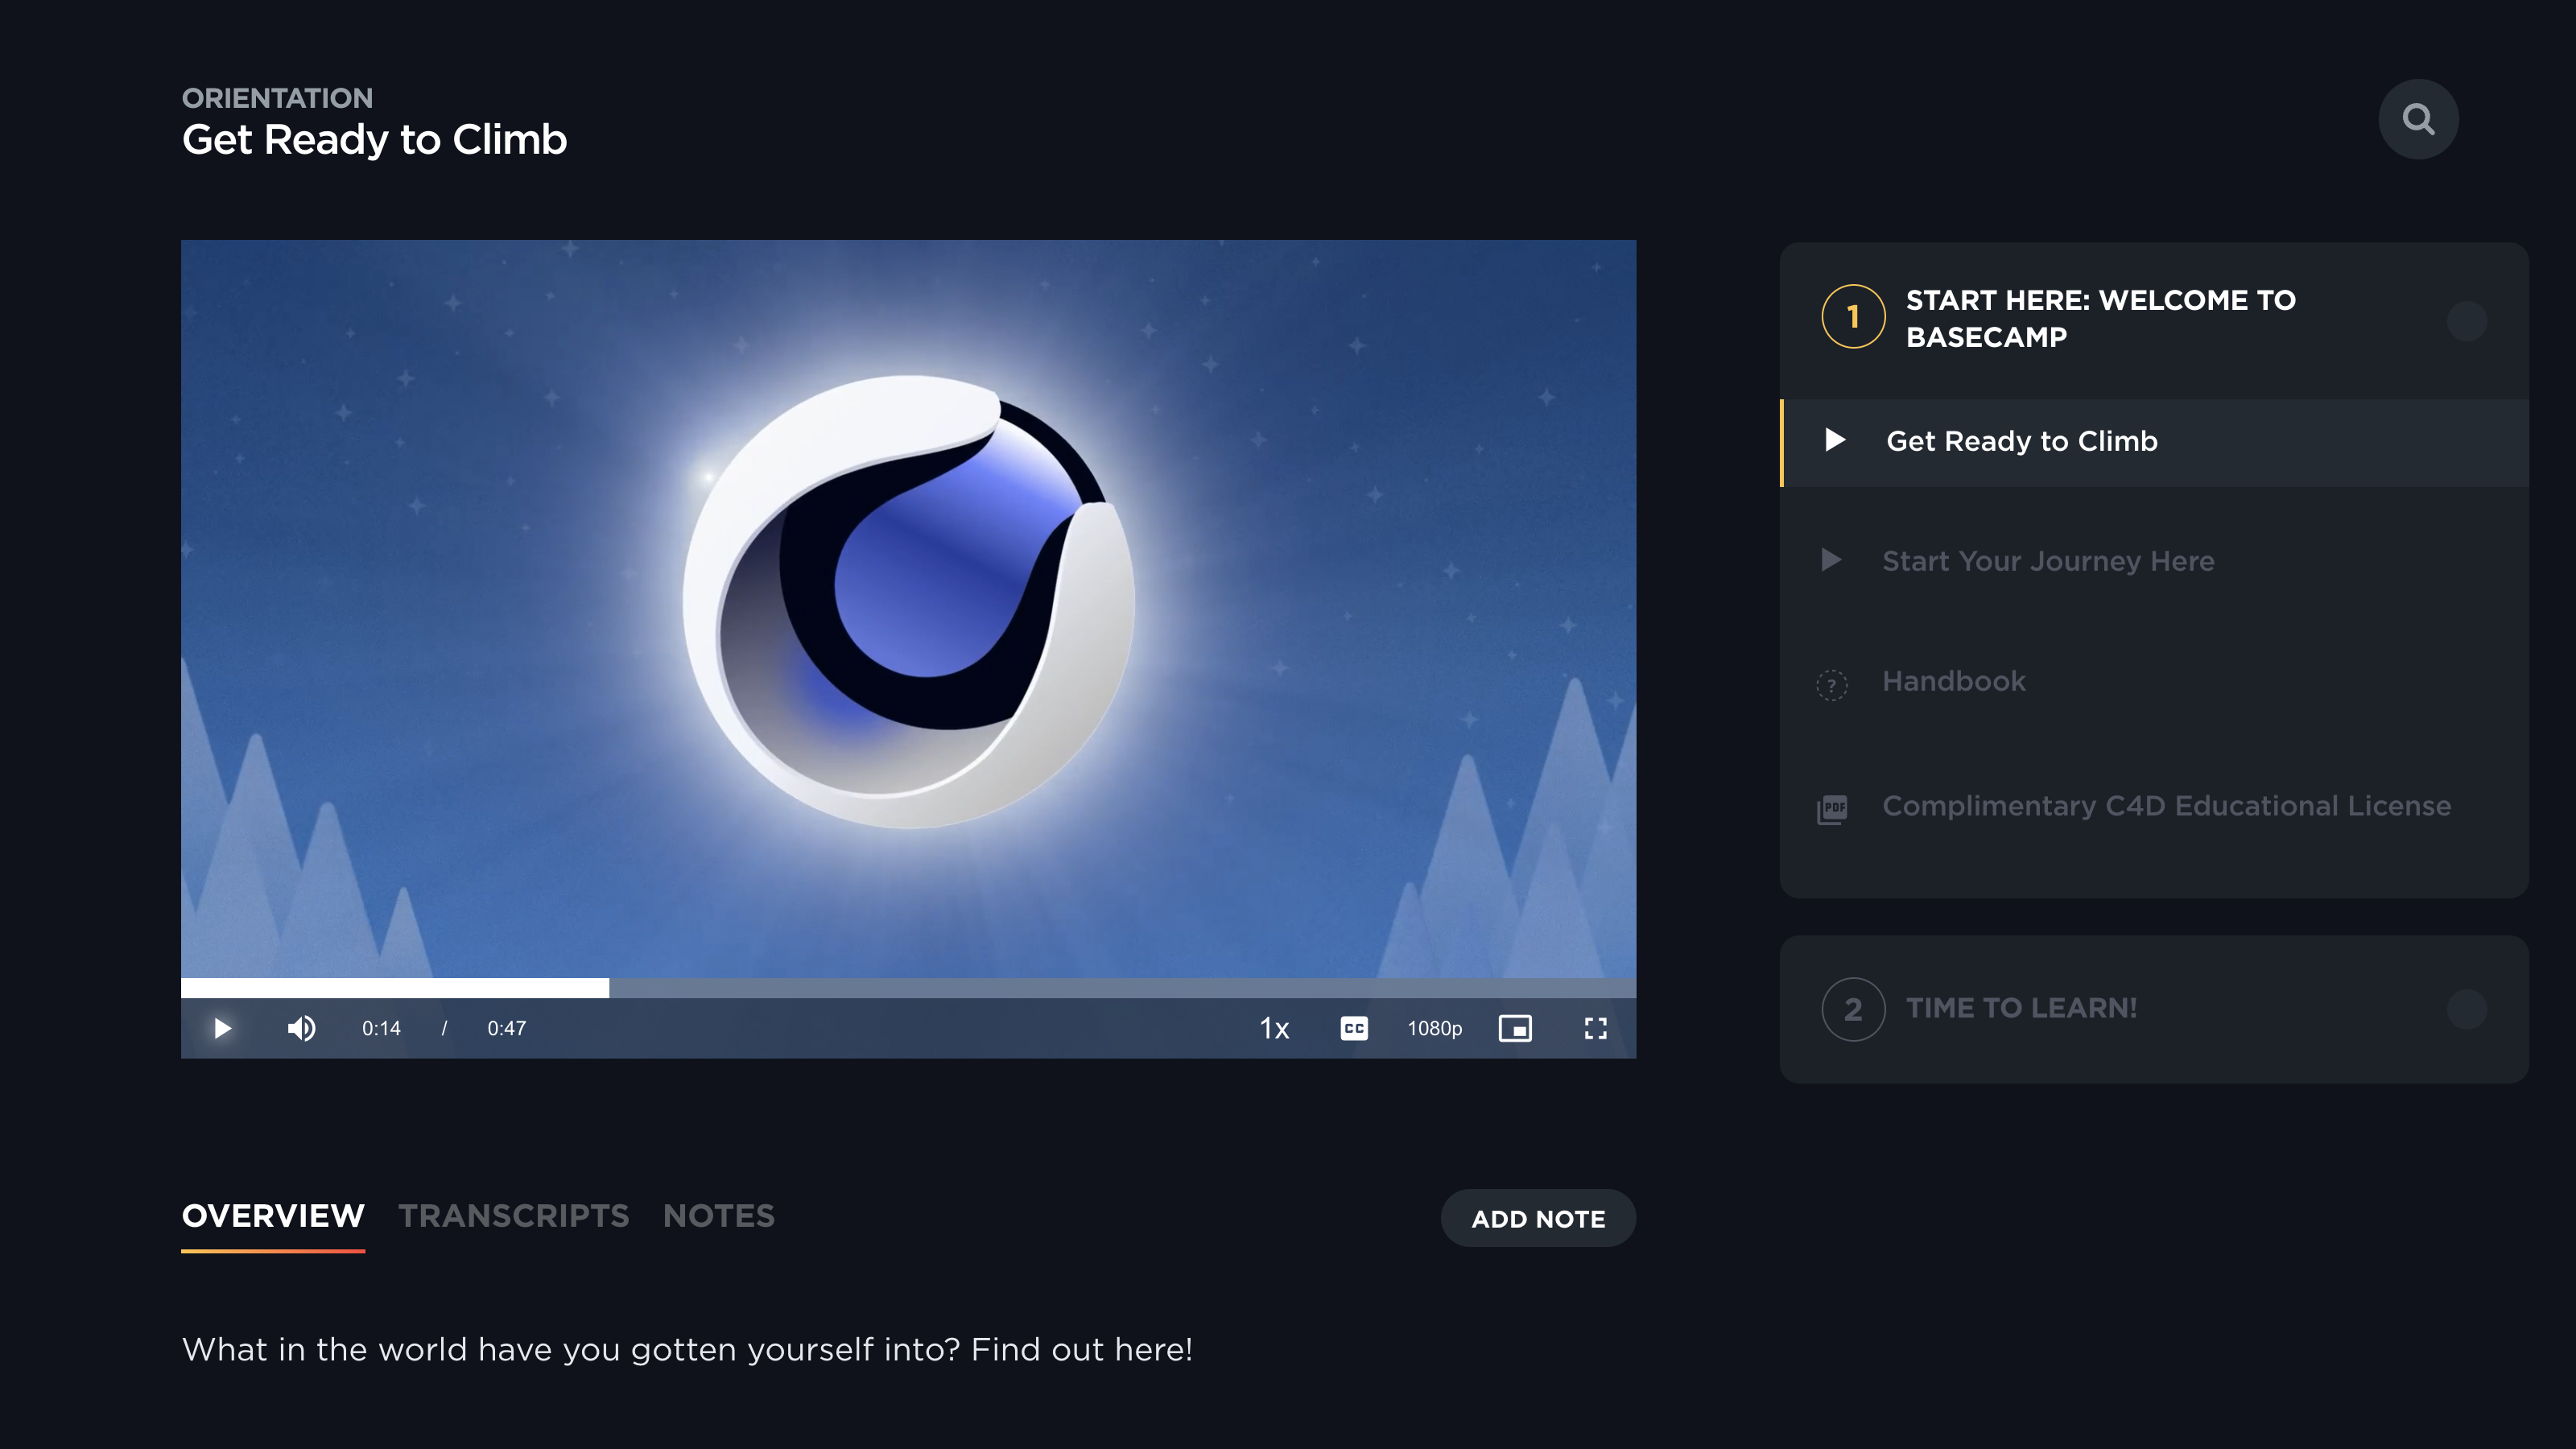 ORIENTATION
Get Ready to Climb
1
START HERE: WELCOME TO
BASECAMP
Get Ready to Climb
Start Your Journey Here
?
Handbook
PDF
Complimentary C4D Educational License
2
TIME TO LEARN!
0:14 / 0:47
1x
CC
1080p
OVERVIEW
TRANSCRIPTS
NOTES
ADD NOTE
What in the world have you gotten yourself into? Find out here!